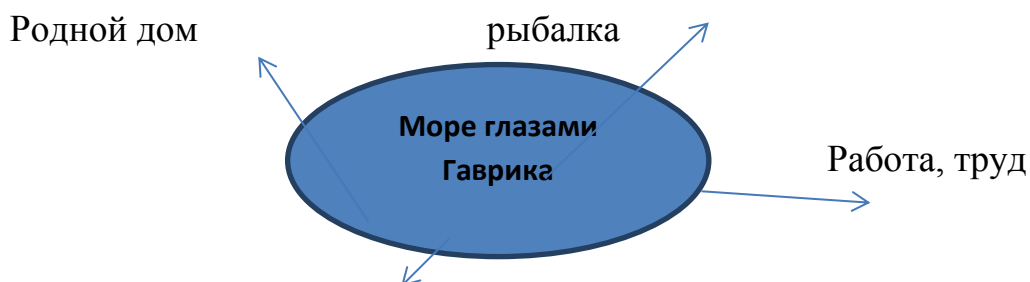 Родной дом
рыбалка
Море глазами
Гаврика
Работа, труд